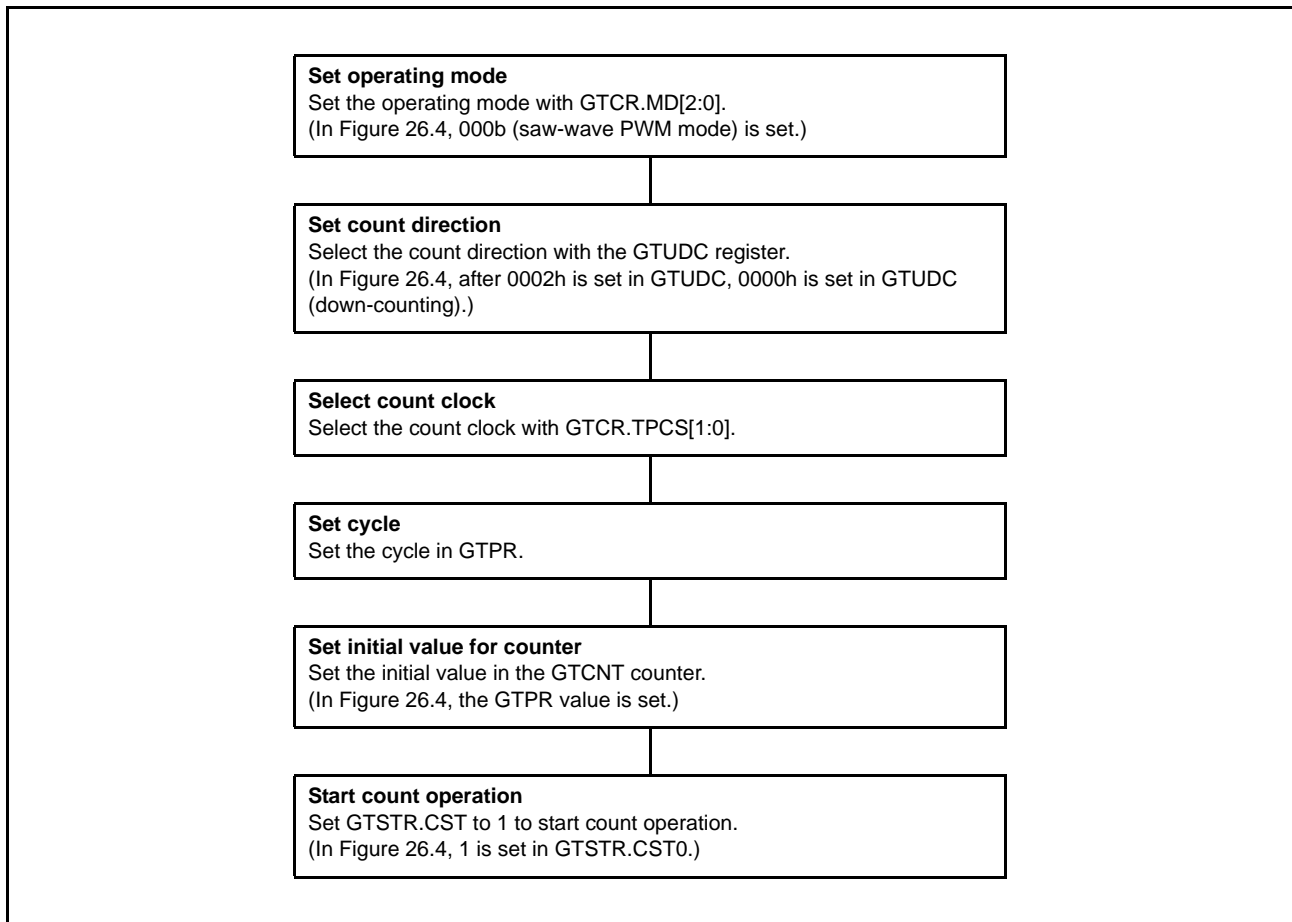 Set operating mode
Set the operating mode with GTCR.MD[2:0].
(In Figure 26.4, 000b (saw-wave PWM mode) is set.)
Set count direction
Select the count direction with the GTUDC register.
(In Figure 26.4, after 0002h is set in GTUDC, 0000h is set in GTUDC
(down-counting).)
Select count clock
Select the count clock with GTCR.TPCS[1:0].
Set cycle
Set the cycle in GTPR.
Set initial value for counter
Set the initial value in the GTCNT counter.
(In Figure 26.4, the GTPR value is set.)
Start count operation
Set GTSTR.CST to 1 to start count operation.
(In Figure 26.4, 1 is set in GTSTR.CST0.)